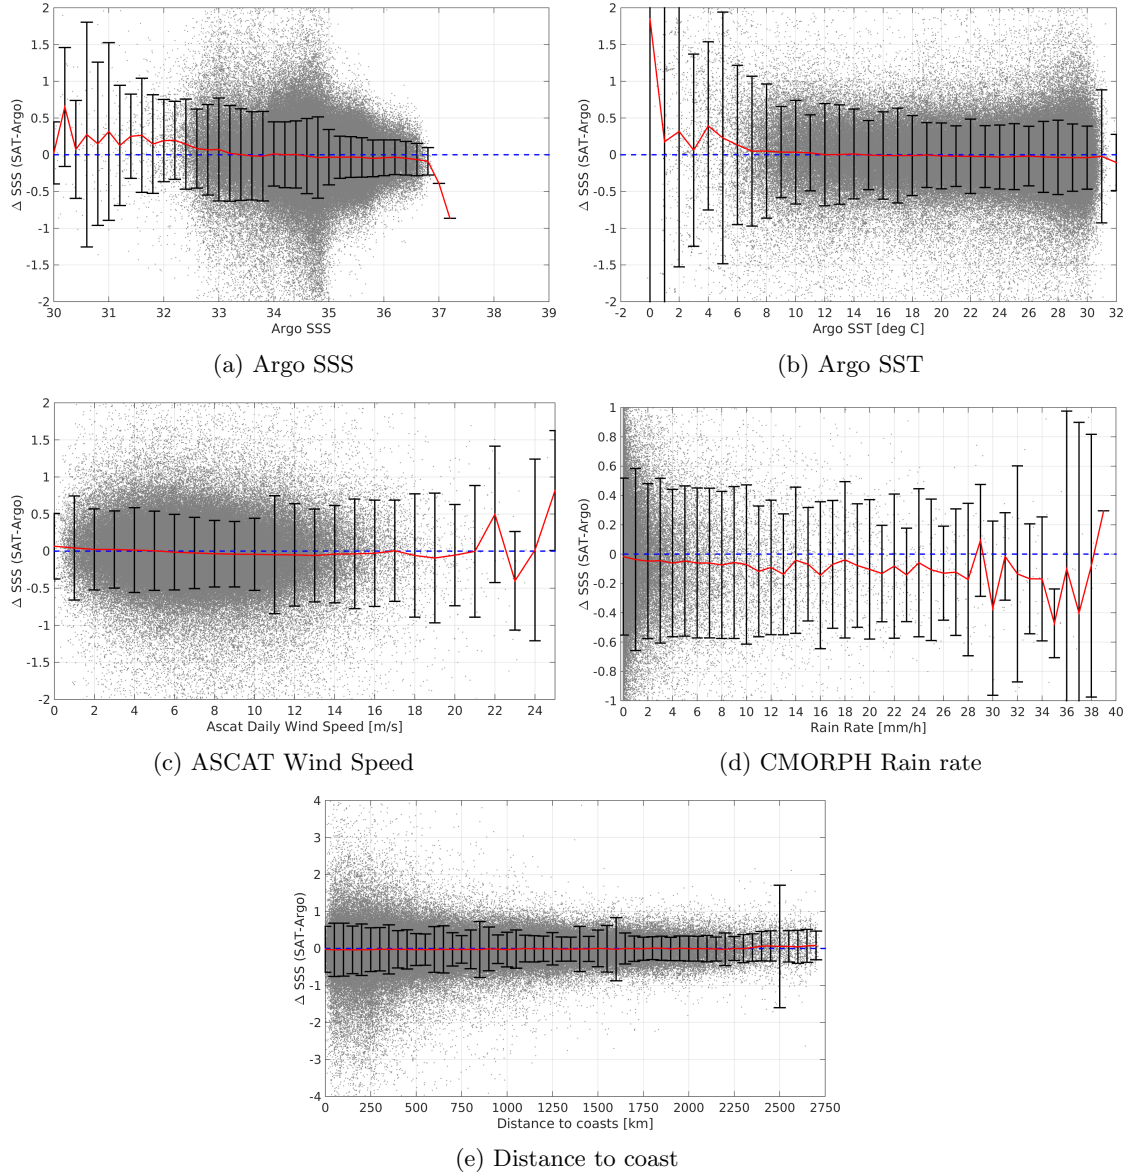 2
1.5
1
0.5
0
-0.5
-1
-1.5
-2
Δ SSS (SAT-Argo)
30 31 32 33 34 35 36 37 38 39
Argo SSS
(a) Argo SSS
2
1.5
1
0.5
0
-0.5
-1
-1.5
-2
Δ SSS (SAT-Argo)
-2 0 2 4 6 8 10 12 14 16 18 20 22 24 26 28 30 32
Argo SST [deg C]
(b) Argo SST
2
1.5
1
0.5
0
-0.5
-1
-1.5
-2
Δ SSS (SAT-Argo)
0 2 4 6 8 10 12 14 16 18 20 22 24
Ascat Daily Wind Speed [m/s]
(c) ASCAT Wind Speed
1
0.8
0.6
0.4
0.2
0
-0.2
-0.4
-0.6
-0.8
-1
Δ SSS (SAT-Argo)
0 2 4 6 8 10 12 14 16 18 20 22 24 26 28 30 32 34 36 38 40
Rain Rate [mm/h]
(d) CMORPH Rain rate
4
3
2
1
0
-1
-2
-3
-4
Δ SSS (SAT-Argo)
0 250 500 750 1000 1250 1500 1750 2000 2250 2500 2750
Distance to coasts [km]
(e) Distance to coast